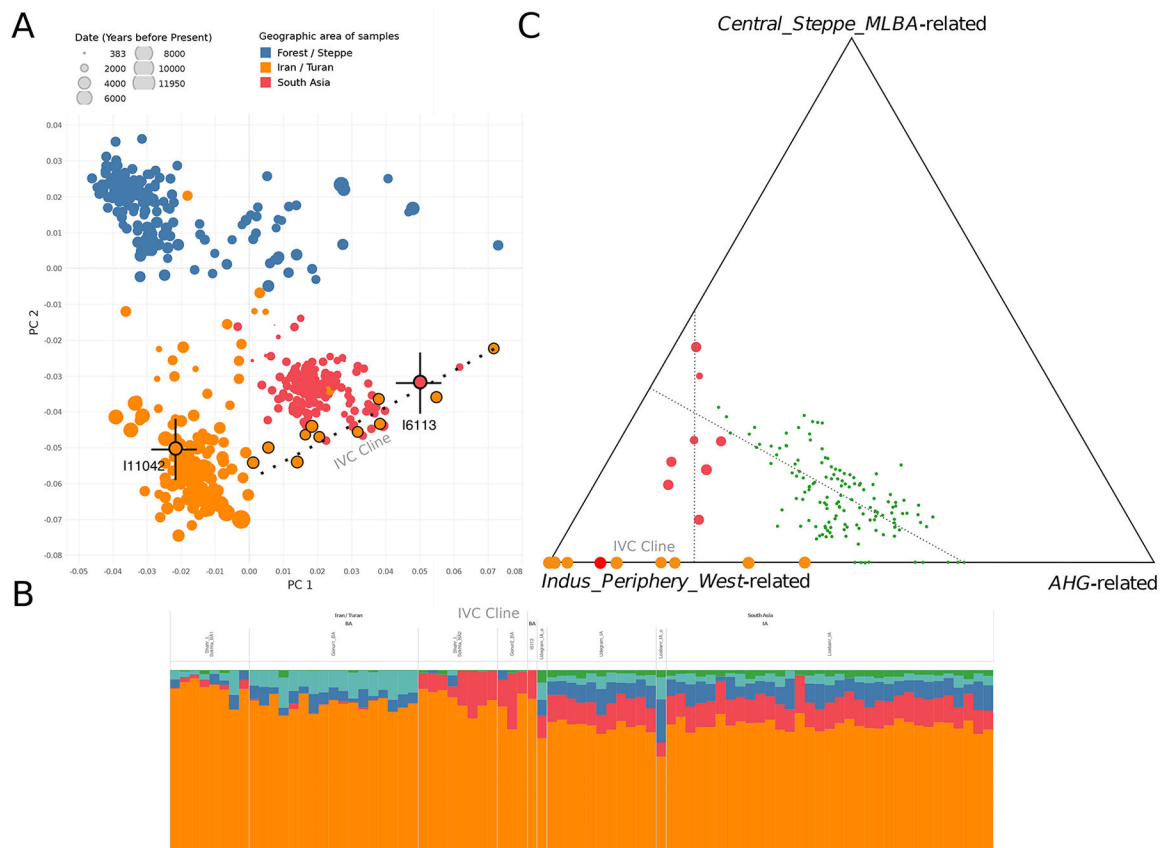 A
Date (Years before Present)
383
2000
4000
6000
8000
10000
11950
Geographic area of samples
Forest / Steppe
Iran / Turan
South Asia
0.04
0.03
0.02
0.01
0.00
-0.01
-0.02
-0.03
-0.04
-0.05
-0.06
-0.07
-0.08
PC 2
I11042
I6113
IVC Cline
-0.05
-0.04
-0.03
-0.02
-0.01
0.00
0.01
0.02
0.03
0.04
0.05
0.06
0.07
0.08
PC 1
C
Central_Steppe_MLBA-related
IVC Cline
Indus_Periphery_West-related
AHG-related
B
IVC Cline
Iran / Turan
BA
BA
South Asia
IA
Gonur1_BA
Gonur2_BA
I6113
Udegram_IA
Loebanr_IA_o
Loebanr_IA